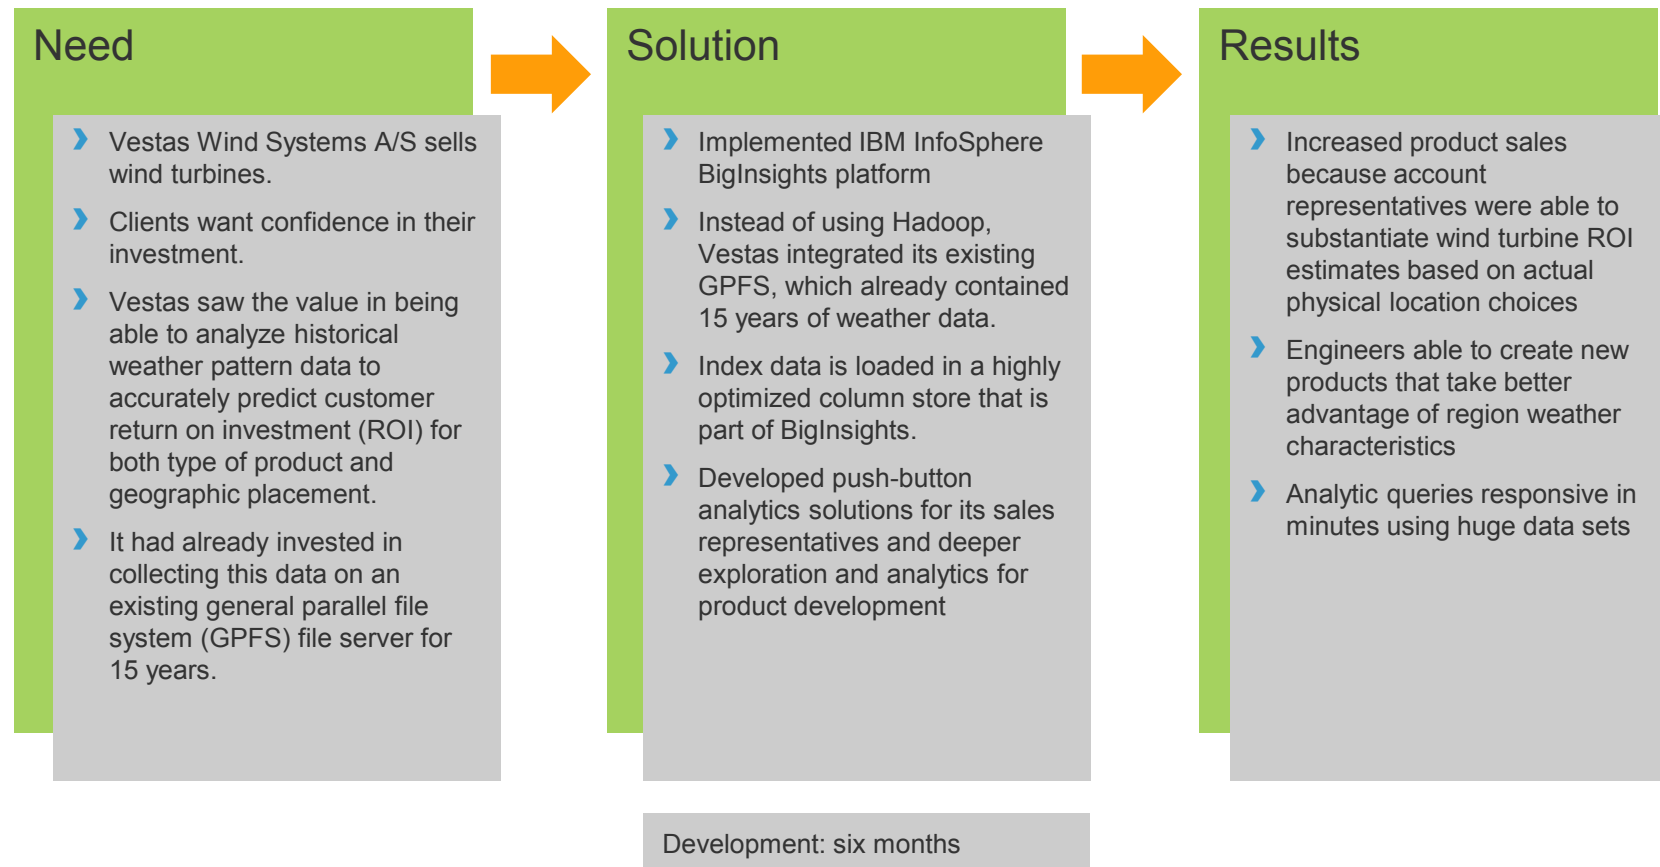 Need
Vestas Wind Systems A/S sells
wind turbines.
Clients want confidence in their
investment.
Vestas saw the value in being
able to analyze historical
weather pattern data to
accurately predict customer
return on investment (ROI) for
both type of product and
geographic placement.
It had already invested in
collecting this data on an
existing general parallel file
system (GPFS) file server for
15 years.
Solution
Implemented IBM InfoSphere
BigInsights platform
Instead of using Hadoop,
Vestas integrated its existing
GPFS, which already contained
15 years of weather data.
Index data is loaded in a highly
optimized column store that is
part of BigInsights.
Developed push-button
analytics solutions for its sales
representatives and deeper
exploration and analytics for
product development
Results
Increased product sales
because account
representatives were able to
substantiate wind turbine ROI
estimates based on actual
physical location choices
Engineers able to create new
products that take better
advantage of region weather
characteristics
Analytic queries responsive in
minutes using huge data sets
Development: six months